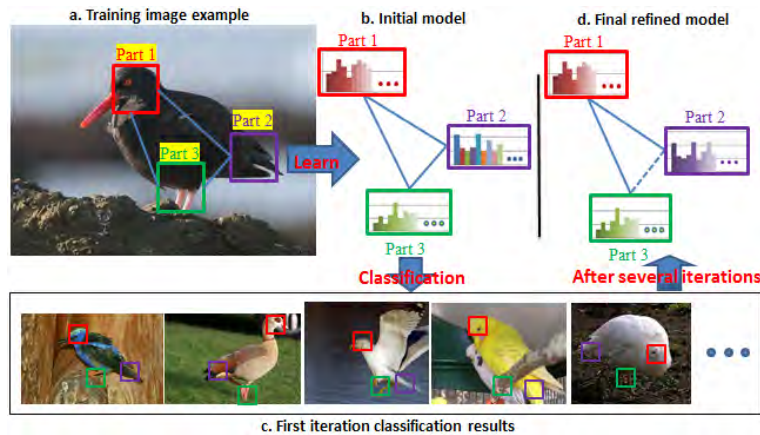 a. Training image example
b. Initial model
d. Final refined model
Part 1
Part 2
Part 3
Learn
Part 1
Part 2
Part 3
Part 1
Part 2
Part 3
Classification
After several iterations
c. First iteration classification results